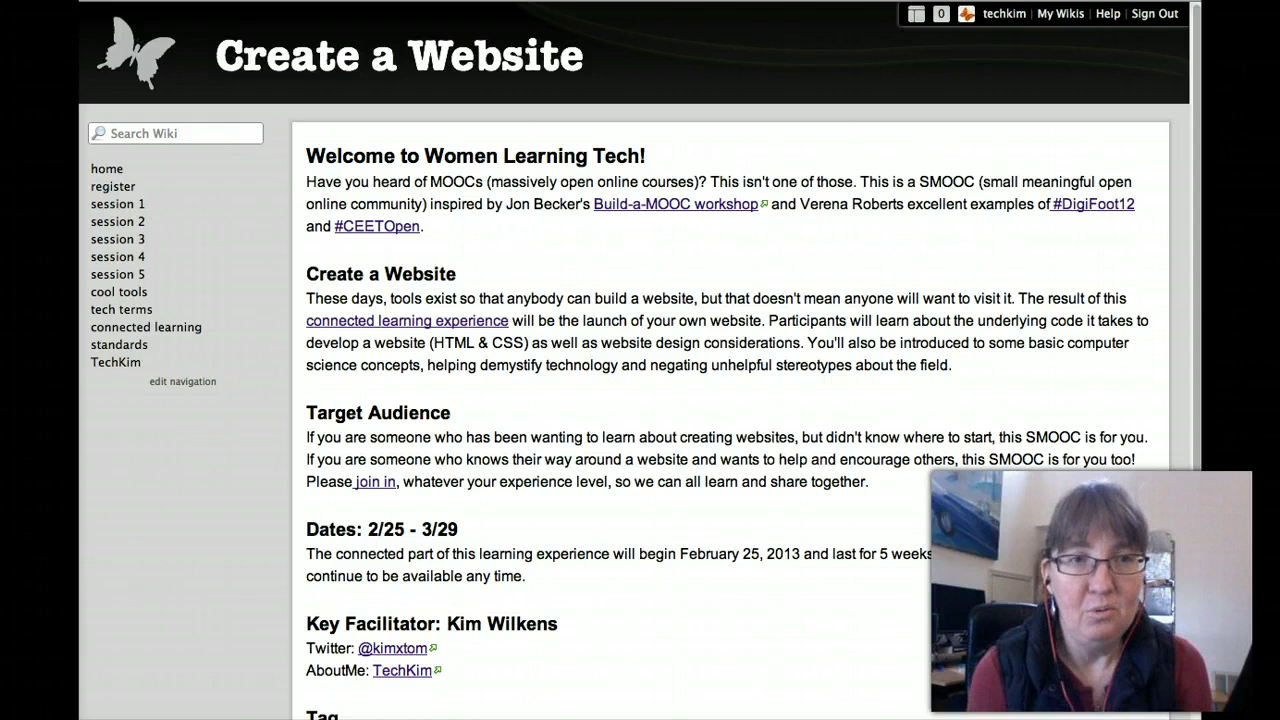 0 techkim | My Wikis | Help | Sign Out
Create a Website
Search Wiki
home
register
session 1
session 2
session 3
session 4
session 5
cool tools
tech terms
connected learning
standards
TechKim
edit navigation
Welcome to Women Learning Tech!
Have you heard of MOOCs (massively open online courses)? This isn't one of those. This is a SMOOC (small meaningful open
online community) inspired by Jon Becker's Build-a-MOOC workshop and Verena Roberts excellent examples of #DigiFoot12
and #CEETOpen.
Create a Website
These days, tools exist so that anybody can build a website, but that doesn't mean anyone will want to visit it. The result of this
connected learning experience will be the launch of your own website. Participants will learn about the underlying code it takes to
develop a website (HTML & CSS) as well as website design considerations. You'll also be introduced to some basic computer
science concepts, helping demystify technology and negating unhelpful stereotypes about the field.
Target Audience
If you are someone who has been wanting to learn about creating websites, but didn't know where to start, this SMOOC is for you.
If you are someone who knows their way around a website and wants to help and encourage others, this SMOOC is for you too!
Please join in, whatever your experience level, so we can all learn and share together.
Dates: 2/25 - 3/29
The connected part of this learning experience will begin February 25, 2013 and last for 5 weeks
continue to be available any time.
Key Facilitator: Kim Wilkens
Twitter: @kimxtom
AboutMe: TechKim
Tag